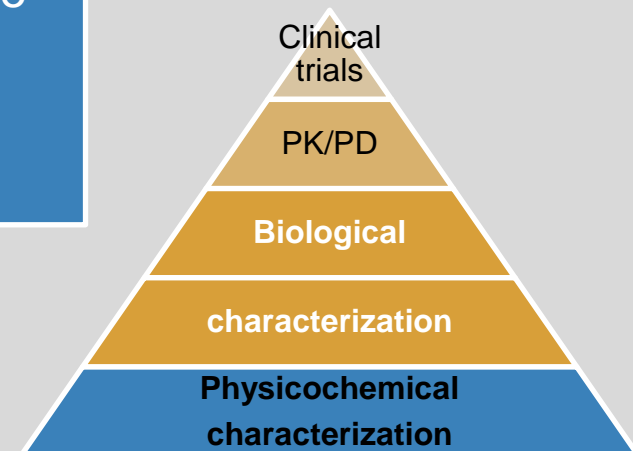 Clinical
trials
PK/PD
Biological
characterization
Physicochemical
characterization